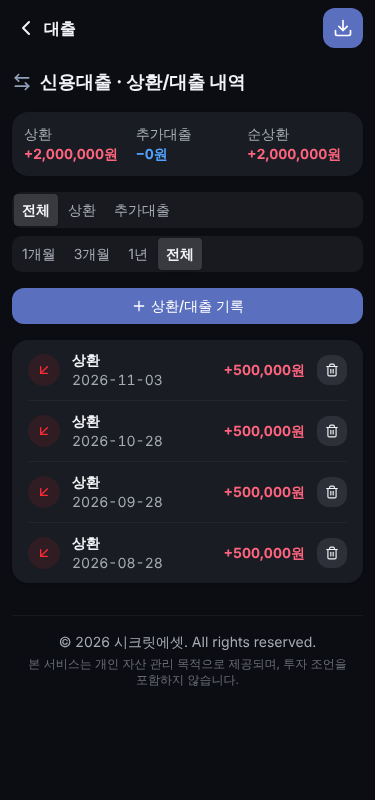 대출
신용대출 · 상환/대출 내역
상환 추가대출 순상환
+2,000,000원 −0원 +2,000,000원
전체 상환 추가대출
1개월 3개월 1년 전체
+ 상환/대출 기록
상환
2026-11-03
+500,000원
상환
2026-10-28
+500,000원
상환
2026-09-28
+500,000원
상환
2026-08-28
+500,000원
© 2026 시크릿에셋. All rights reserved.
본 서비스는 개인 자산 관리 목적으로 제공되며, 투자 조언을
포함하지 않습니다.